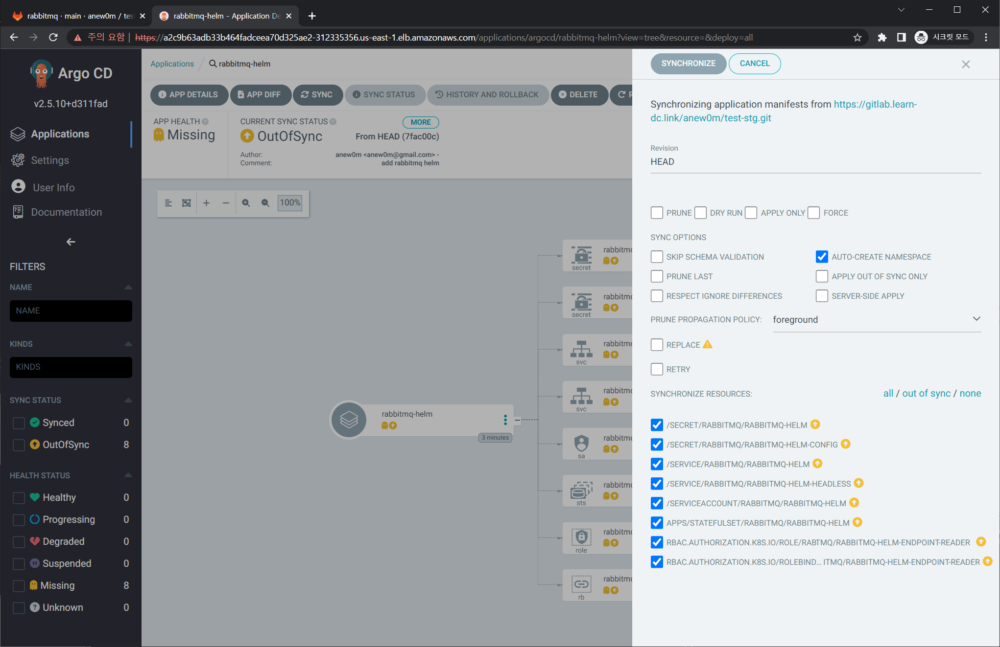 rabbitmq · main · anew0m / tes
rabbitmq-helm - Application De
주의 요함 | https://a2c9b63adb33b464fadceea70d325ae2-312335356.us-east-1.elb.amazonaws.com/applications/argocd/rabbitmq-helm?view=tree&resource=&deploy=all
시크릿 모드
Argo CD
v2.5.10+d311fad
Applications
Settings
User Info
Documentation
FILTERS
NAME
NAME
KINDS
KINDS
SYNC STATUS
Synced 0
OutOfSync 8
HEALTH STATUS
Healthy 0
Progressing 0
Degraded 0
Suspended 0
Missing 8
Unknown 0
Applications / rabbitmq-helm
APP DETAILS APP DIFF SYNC SYNC STATUS HISTORY AND ROLLBACK DELETE R
APP HEALTH
Missing
CURRENT SYNC STATUS MORE
OutOfSync From HEAD (7fac00c)
Author: anew0m <anew0m@gmail.com> -
Comment: add rabbitmq helm
100%
rabbitmq-helm
3 minutes
rabbitmq
secret
rabbitmq
secret
rabbitmq
svc
rabbitmq
svc
rabbitmq
sa
rabbitmq
sts
rabbitmq
role
rabbitmq
rb
SYNCHRONIZE CANCEL
Synchronizing application manifests from https://gitlab.learn-
dc.link/anew0m/test-stg.git
Revision
HEAD
PRUNE DRY RUN APPLY ONLY FORCE
SYNC OPTIONS
SKIP SCHEMA VALIDATION AUTO-CREATE NAMESPACE
PRUNE LAST APPLY OUT OF SYNC ONLY
RESPECT IGNORE DIFFERENCES SERVER-SIDE APPLY
PRUNE PROPAGATION POLICY: foreground
REPLACE
RETRY
SYNCHRONIZE RESOURCES: all / out of sync / none
/SECRET/RABBITMQ/RABBITMQ-HELM
/SECRET/RABBITMQ/RABBITMQ-HELM-CONFIG
/SERVICE/RABBITMQ/RABBITMQ-HELM
/SERVICE/RABBITMQ/RABBITMQ-HELM-HEADLESS
/SERVICEACCOUNT/RABBITMQ/RABBITMQ-HELM
APPS/STATEFULSET/RABBITMQ/RABBITMQ-HELM
RBAC.AUTHORIZATION.K8S.IO/ROLE/RABTMQ/RABBITMQ-HELM-ENDPOINT-READER
RBAC.AUTHORIZATION.K8S.IO/ROLEBIND... ITMQ/RABBITMQ-HELM-ENDPOINT-READER